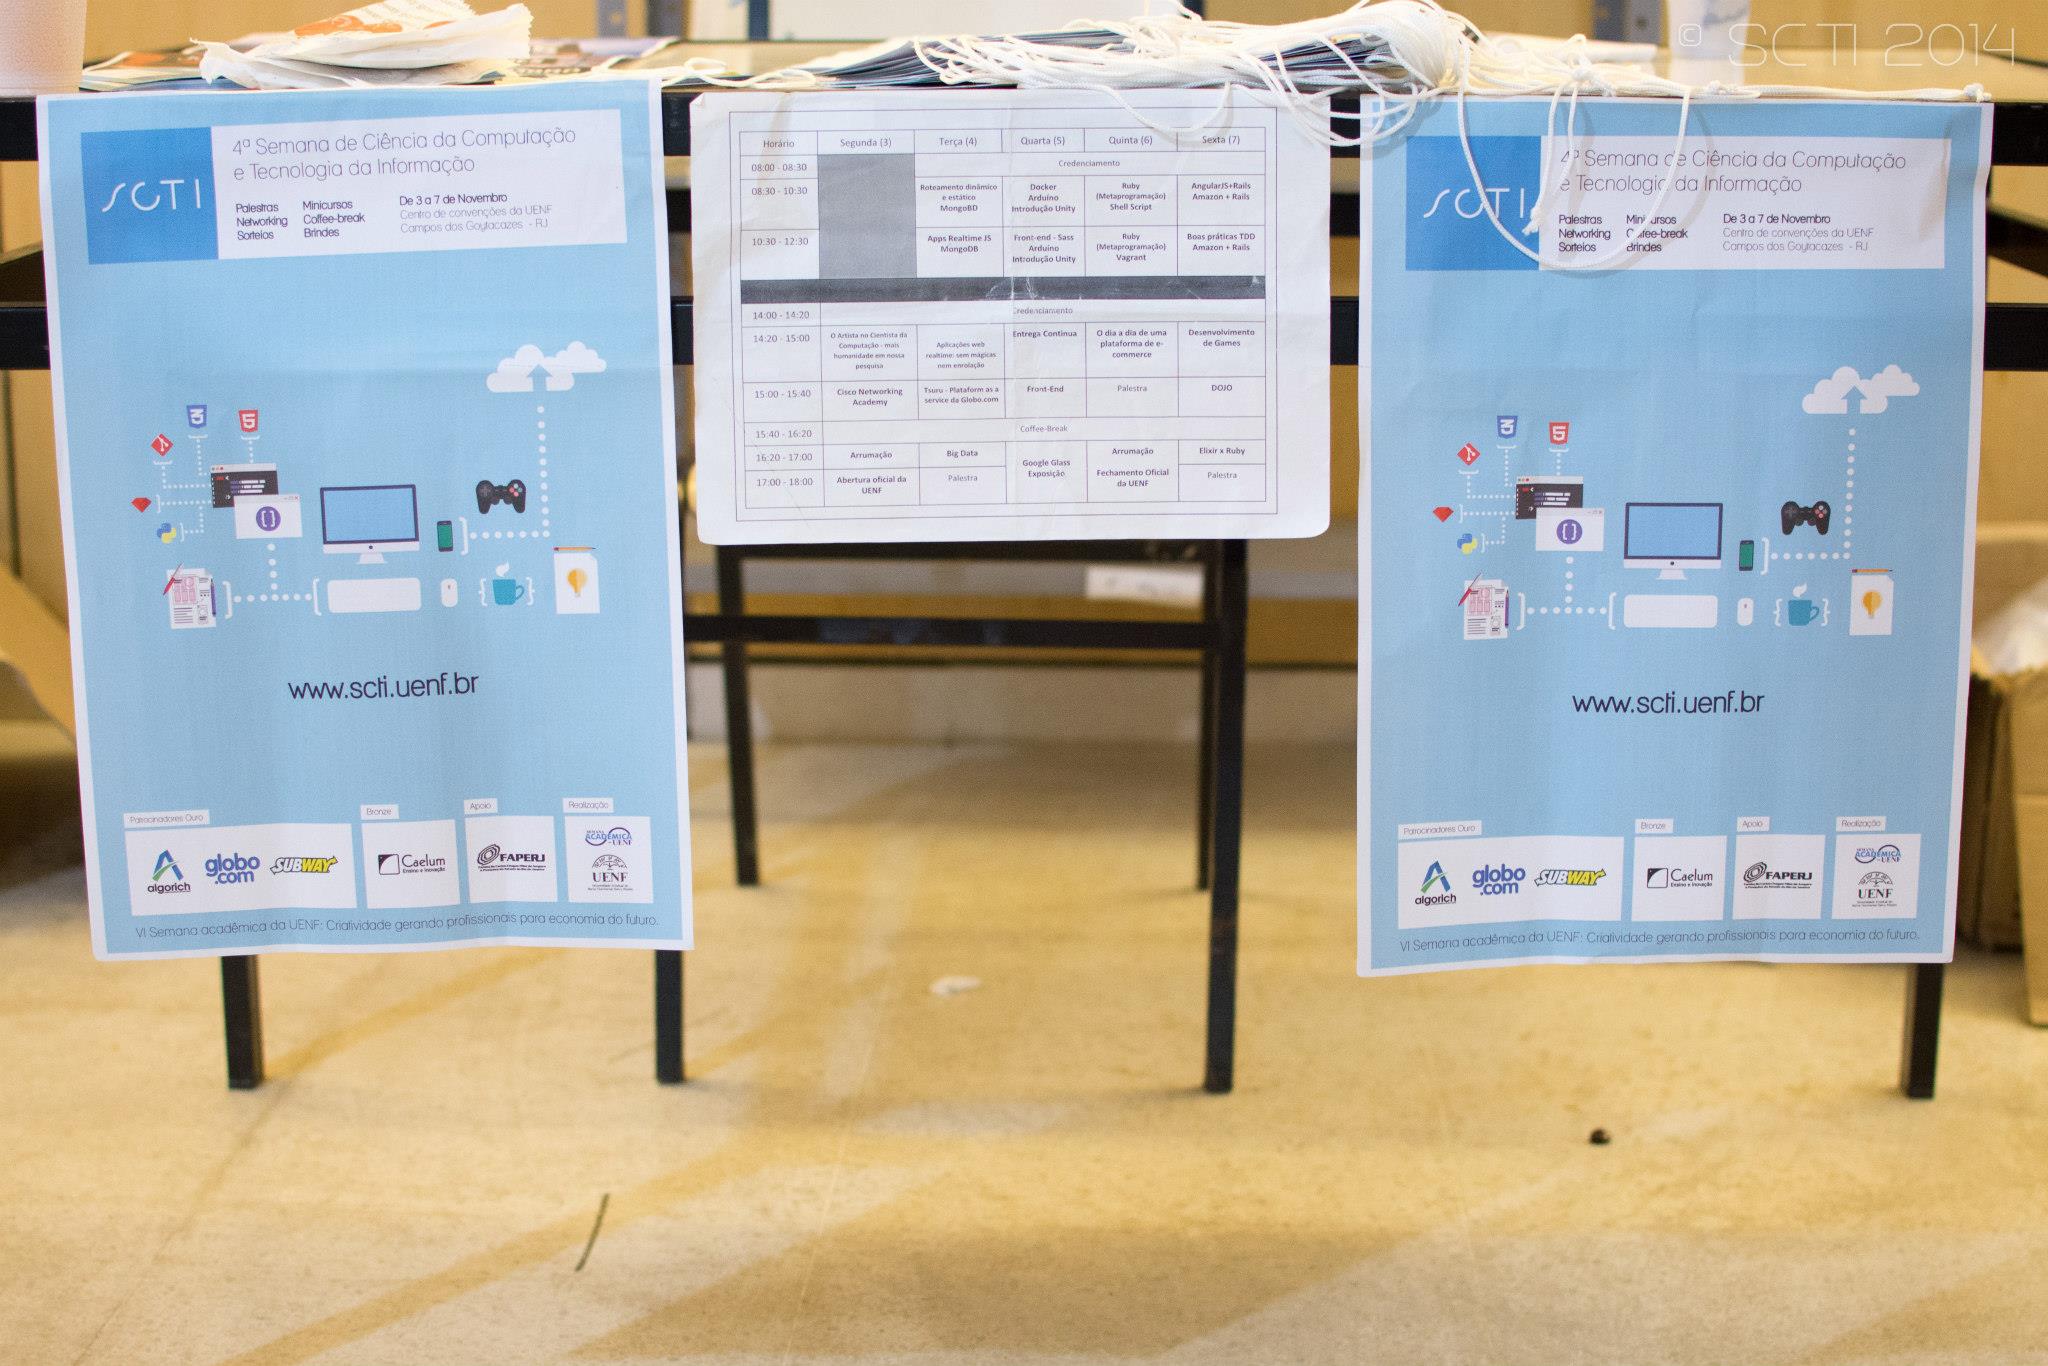 © SCTI 2014
SCTI
4ª Semana de Ciência da Computação
e Tecnologia da Informação
Palestras
Networking
Sorteios
Minicursos
Coffee-break
Brindes
De 3 a 7 de Novembro
Centro de convenções da UENF
Campos dos Goytacazes - RJ
www.scti.uenf.br
Patrocinadores Ouro
algorich
globo
.com
SUBWAY
Bronze
Caelum
Ensino e Inovação
Apoio
FAPERJ
Realização
SEMANA
ACADÊMICA
UENF
UENF
VI Semana acadêmica da UENF: Criatividade gerando profissionais para economia do futuro.
Horário Segunda (3) Terça (4) Quarta (5) Quinta (6) Sexta (7)
08:00 - 08:30 Credenciamento
08:30 - 10:30
Roteamento dinâmico
e estático
MongoBD
Docker
Arduino
Introdução Unity
Ruby
(Metaprogramação)
Shell Script
AngularJS+Rails
Amazon + Rails
10:30 - 12:30
Apps Realtime JS
MongoDB
Front-end - Sass
Arduino
Introdução Unity
Ruby
(Metaprogramação)
Vagrant
Boas práticas TDD
Amazon + Rails
14:00 - 14:20 Credenciamento
14:20 - 15:00
O Artista no Cientista da
Computação - mais
humanidade em nossa
pesquisa
Aplicações web
realtime: sem mágicas
nem enrolação
Entrega Continua
O dia a dia de uma
plataforma de e-
commerce
Desenvolvimento
de Games
15:00 - 15:40
Cisco Networking
Academy
Tsuru - Plataform as a
service da Globo.com
Front-End
Palestra
DOJO
15:40 - 16:20 Coffee-Break
16:20 - 17:00
Arrumação
Big Data
Google Glass
Exposição
Arrumação
Elixir x Ruby
17:00 - 18:00
Abertura oficial da
UENF
Palestra
Fechamento Oficial
da UENF
Palestra
SCTI
4ª Semana de Ciência da Computação
e Tecnologia da Informação
Palestras
Networking
Sorteios
Minicursos
Coffee-break
Brindes
De 3 a 7 de Novembro
Centro de convenções da UENF
Campos dos Goytacazes - RJ
www.scti.uenf.br
Patrocinadores Ouro
algorich
globo
.com
SUBWAY
Bronze
Caelum
Ensino e Inovação
Apoio
FAPERJ
Realização
SEMANA
ACADÊMICA
UENF
UENF
VI Semana acadêmica da UENF: Criatividade gerando profissionais para economia do futuro.